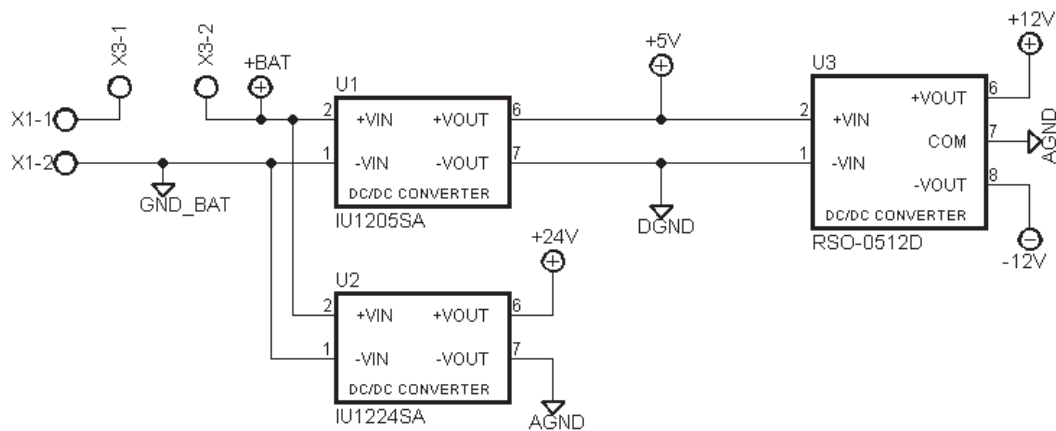 X3-1
X3-2
+BAT
X1-1
X1-2
GND_BAT
U1
2
+VIN
+VOUT
6
1
-VIN
-VOUT
7
DC/DC CONVERTER
IU1205SA
+5V
DGND
U3
+12V
2
+VIN
+VOUT
6
COM
7
AGND
1
-VIN
-VOUT
8
DC/DC CONVERTER
RSO-0512D
-12V
U2
+24V
2
+VIN
+VOUT
6
1
-VIN
-VOUT
7
DC/DC CONVERTER
IU1224SA
AGND